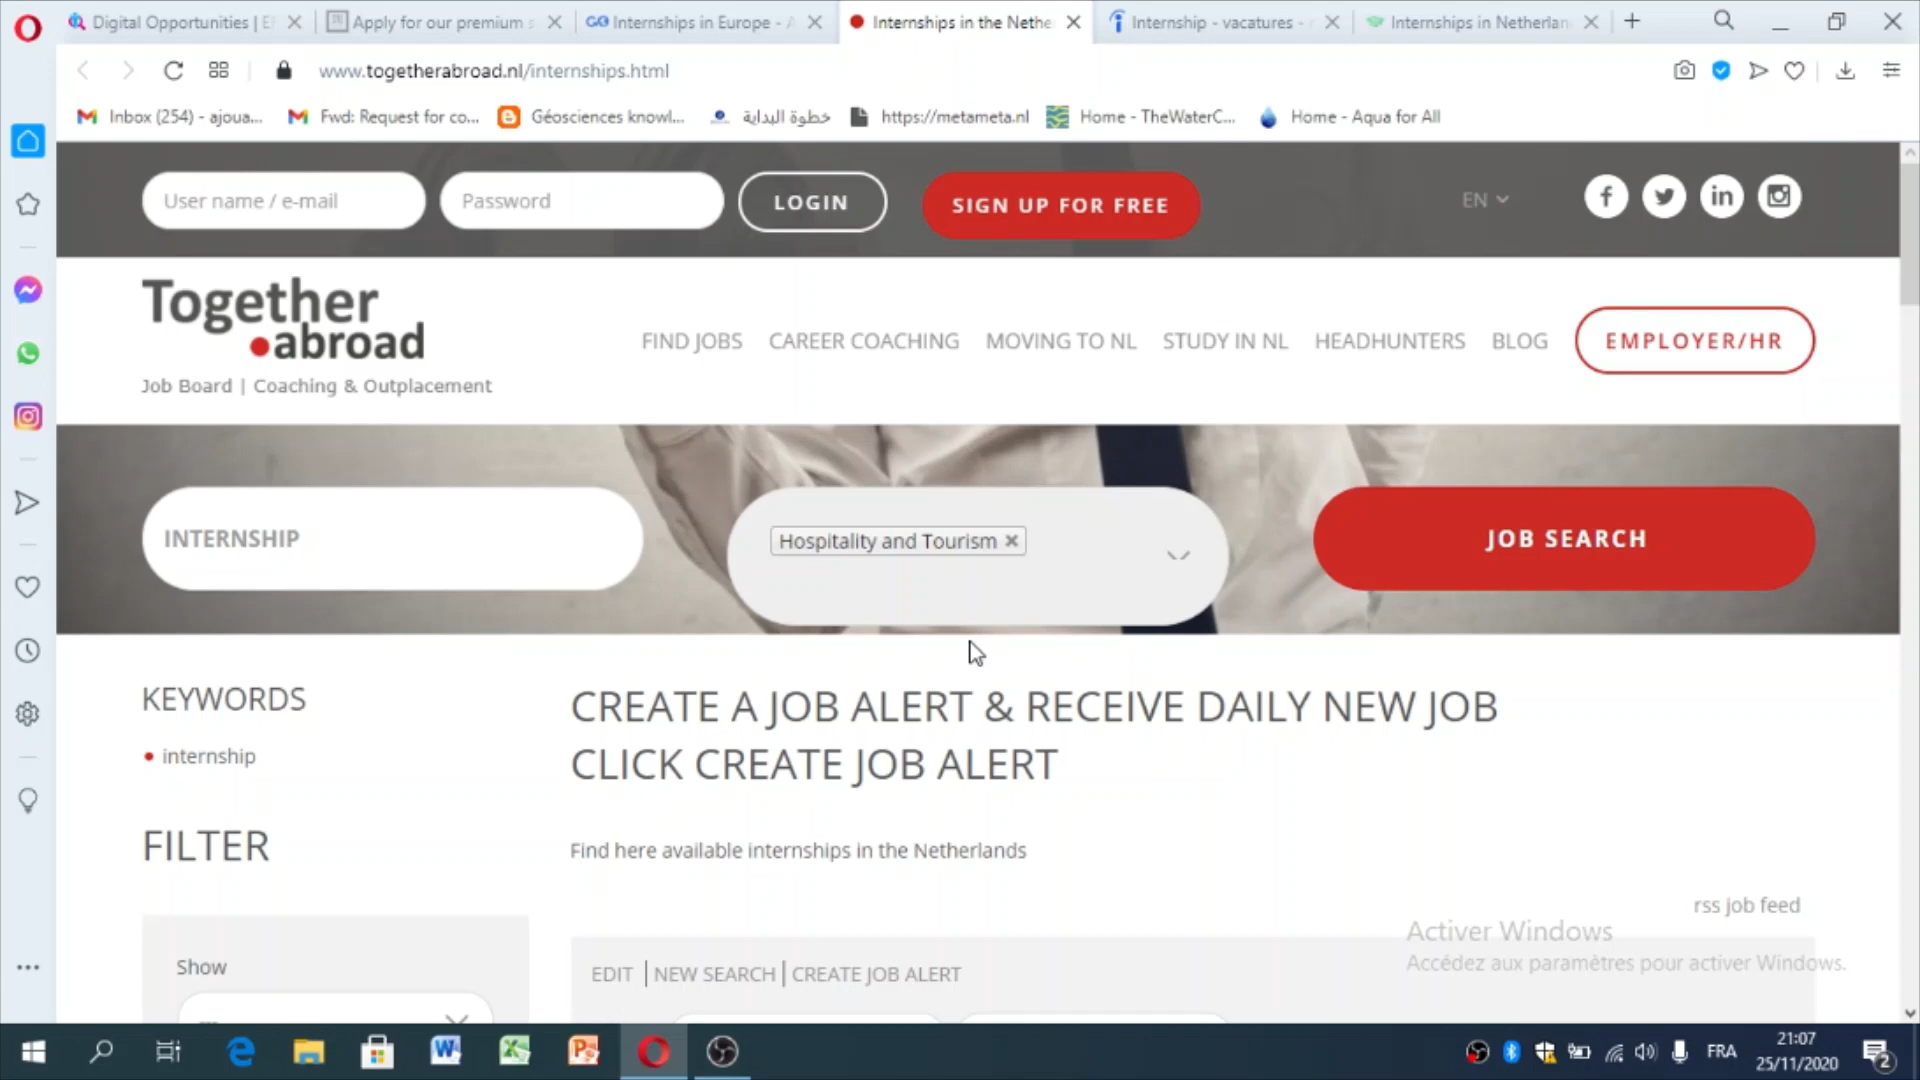 Digital Opportunities | E
Apply for our premium s
GO Internships in Europe - A
Internships in the Nethe
Internship - vacatures -
Internships in Netherlan
www.togetherabroad.nl/internships.html
Inbox (254) - ajoua...
Fwd: Request for co...
Géosciences knowl...
خطوة البداية
https://metameta.nl
Home - TheWaterC...
Home - Aqua for All
User name / e-mail
Password
LOGIN
SIGN UP FOR FREE
EN
Together
abroad
Job Board | Coaching & Outplacement
FIND JOBS
CAREER COACHING
MOVING TO NL
STUDY IN NL
HEADHUNTERS
BLOG
EMPLOYER/HR
INTERNSHIP
Hospitality and Tourism
JOB SEARCH
KEYWORDS
internship
CREATE A JOB ALERT & RECEIVE DAILY NEW JOB
CLICK CREATE JOB ALERT
FILTER
Find here available internships in the Netherlands
rss job feed
Activer Windows
Accédez aux paramètres pour activer Windows.
Show
EDIT | NEW SEARCH | CREATE JOB ALERT
FRA
21:07
25/11/2020
2